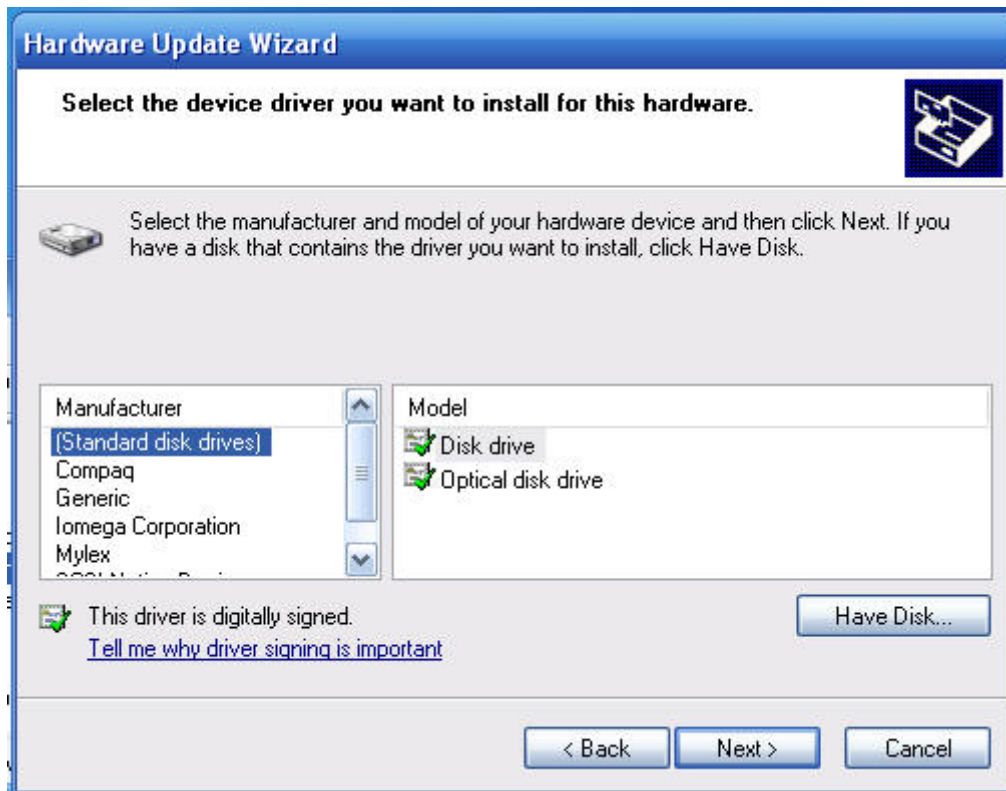 Hardware Update Wizard
Select the device driver you want to install for this hardware.
Select the manufacturer and model of your hardware device and then click Next. If you
have a disk that contains the driver you want to install, click Have Disk.
Manufacturer
(Standard disk drives)
Compaq
Generic
Iomega Corporation
Mylex
Model
Disk drive
Optical disk drive
This driver is digitally signed.
Tell me why driver signing is important
Have Disk...
< Back
Next >
Cancel